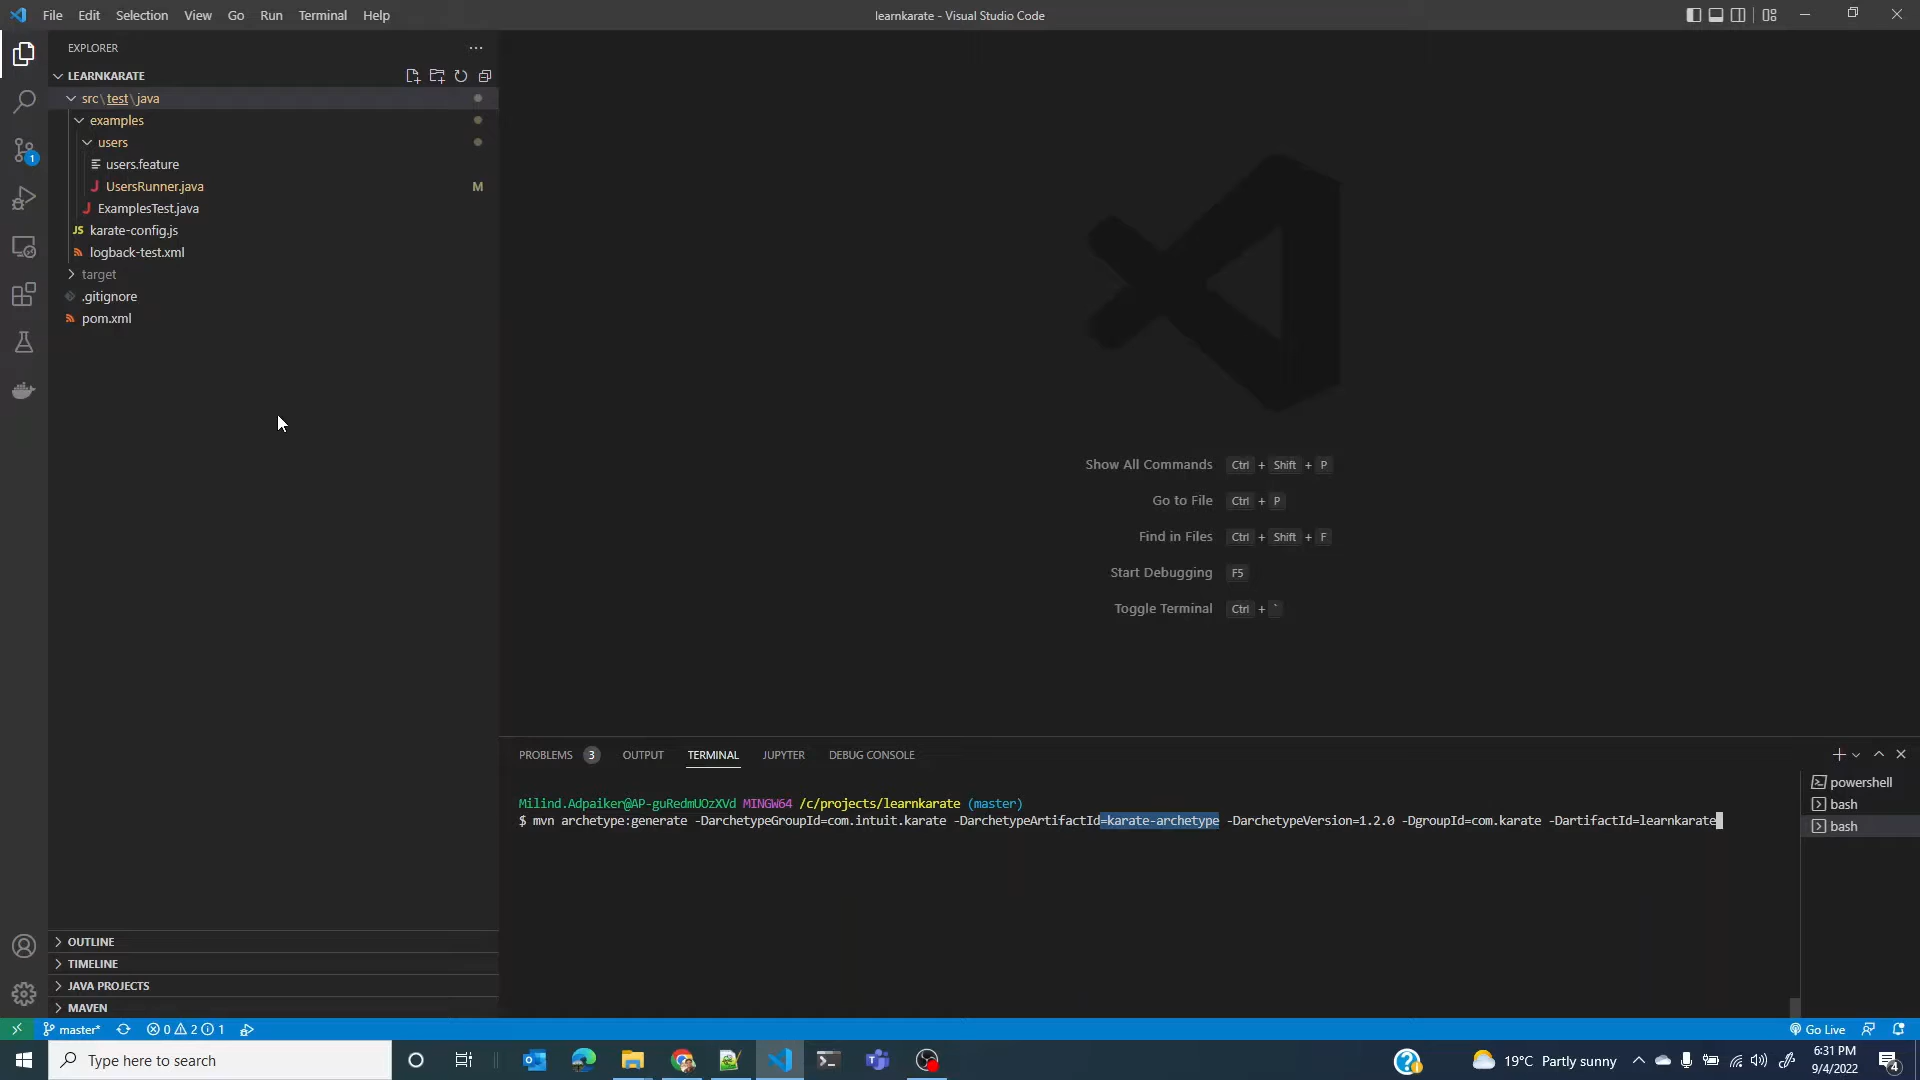 File Edit Selection View Go Run Terminal Help
learnkarate - Visual Studio Code
EXPLORER
LEARNKARATE
src\test\java
examples
users
users.feature
J UsersRunner.java M
J ExamplesTest.java
JS karate-config.js
logback-test.xml
target
.gitignore
pom.xml
1
Show All Commands Ctrl + Shift + P
Go to File Ctrl + P
Find in Files Ctrl + Shift + F
Start Debugging F5
Toggle Terminal Ctrl + `
PROBLEMS 3 OUTPUT TERMINAL JUPYTER DEBUG CONSOLE
Milind.Adpaiker@AP-guRedmUOzXVd MINGW64 /c/projects/learnkarate (master)
$ mvn archetype:generate -DarchetypeGroupId=com.intuit.karate -DarchetypeArtifactId=karate-archetype -DarchetypeVersion=1.2.0 -DgroupId=com.karate -DartifactId=learnkarate
powershell
bash
bash
OUTLINE
TIMELINE
JAVA PROJECTS
MAVEN
master* 0 2 1
Go Live
Type here to search
19°C Partly sunny
6:31 PM
9/4/2022
4